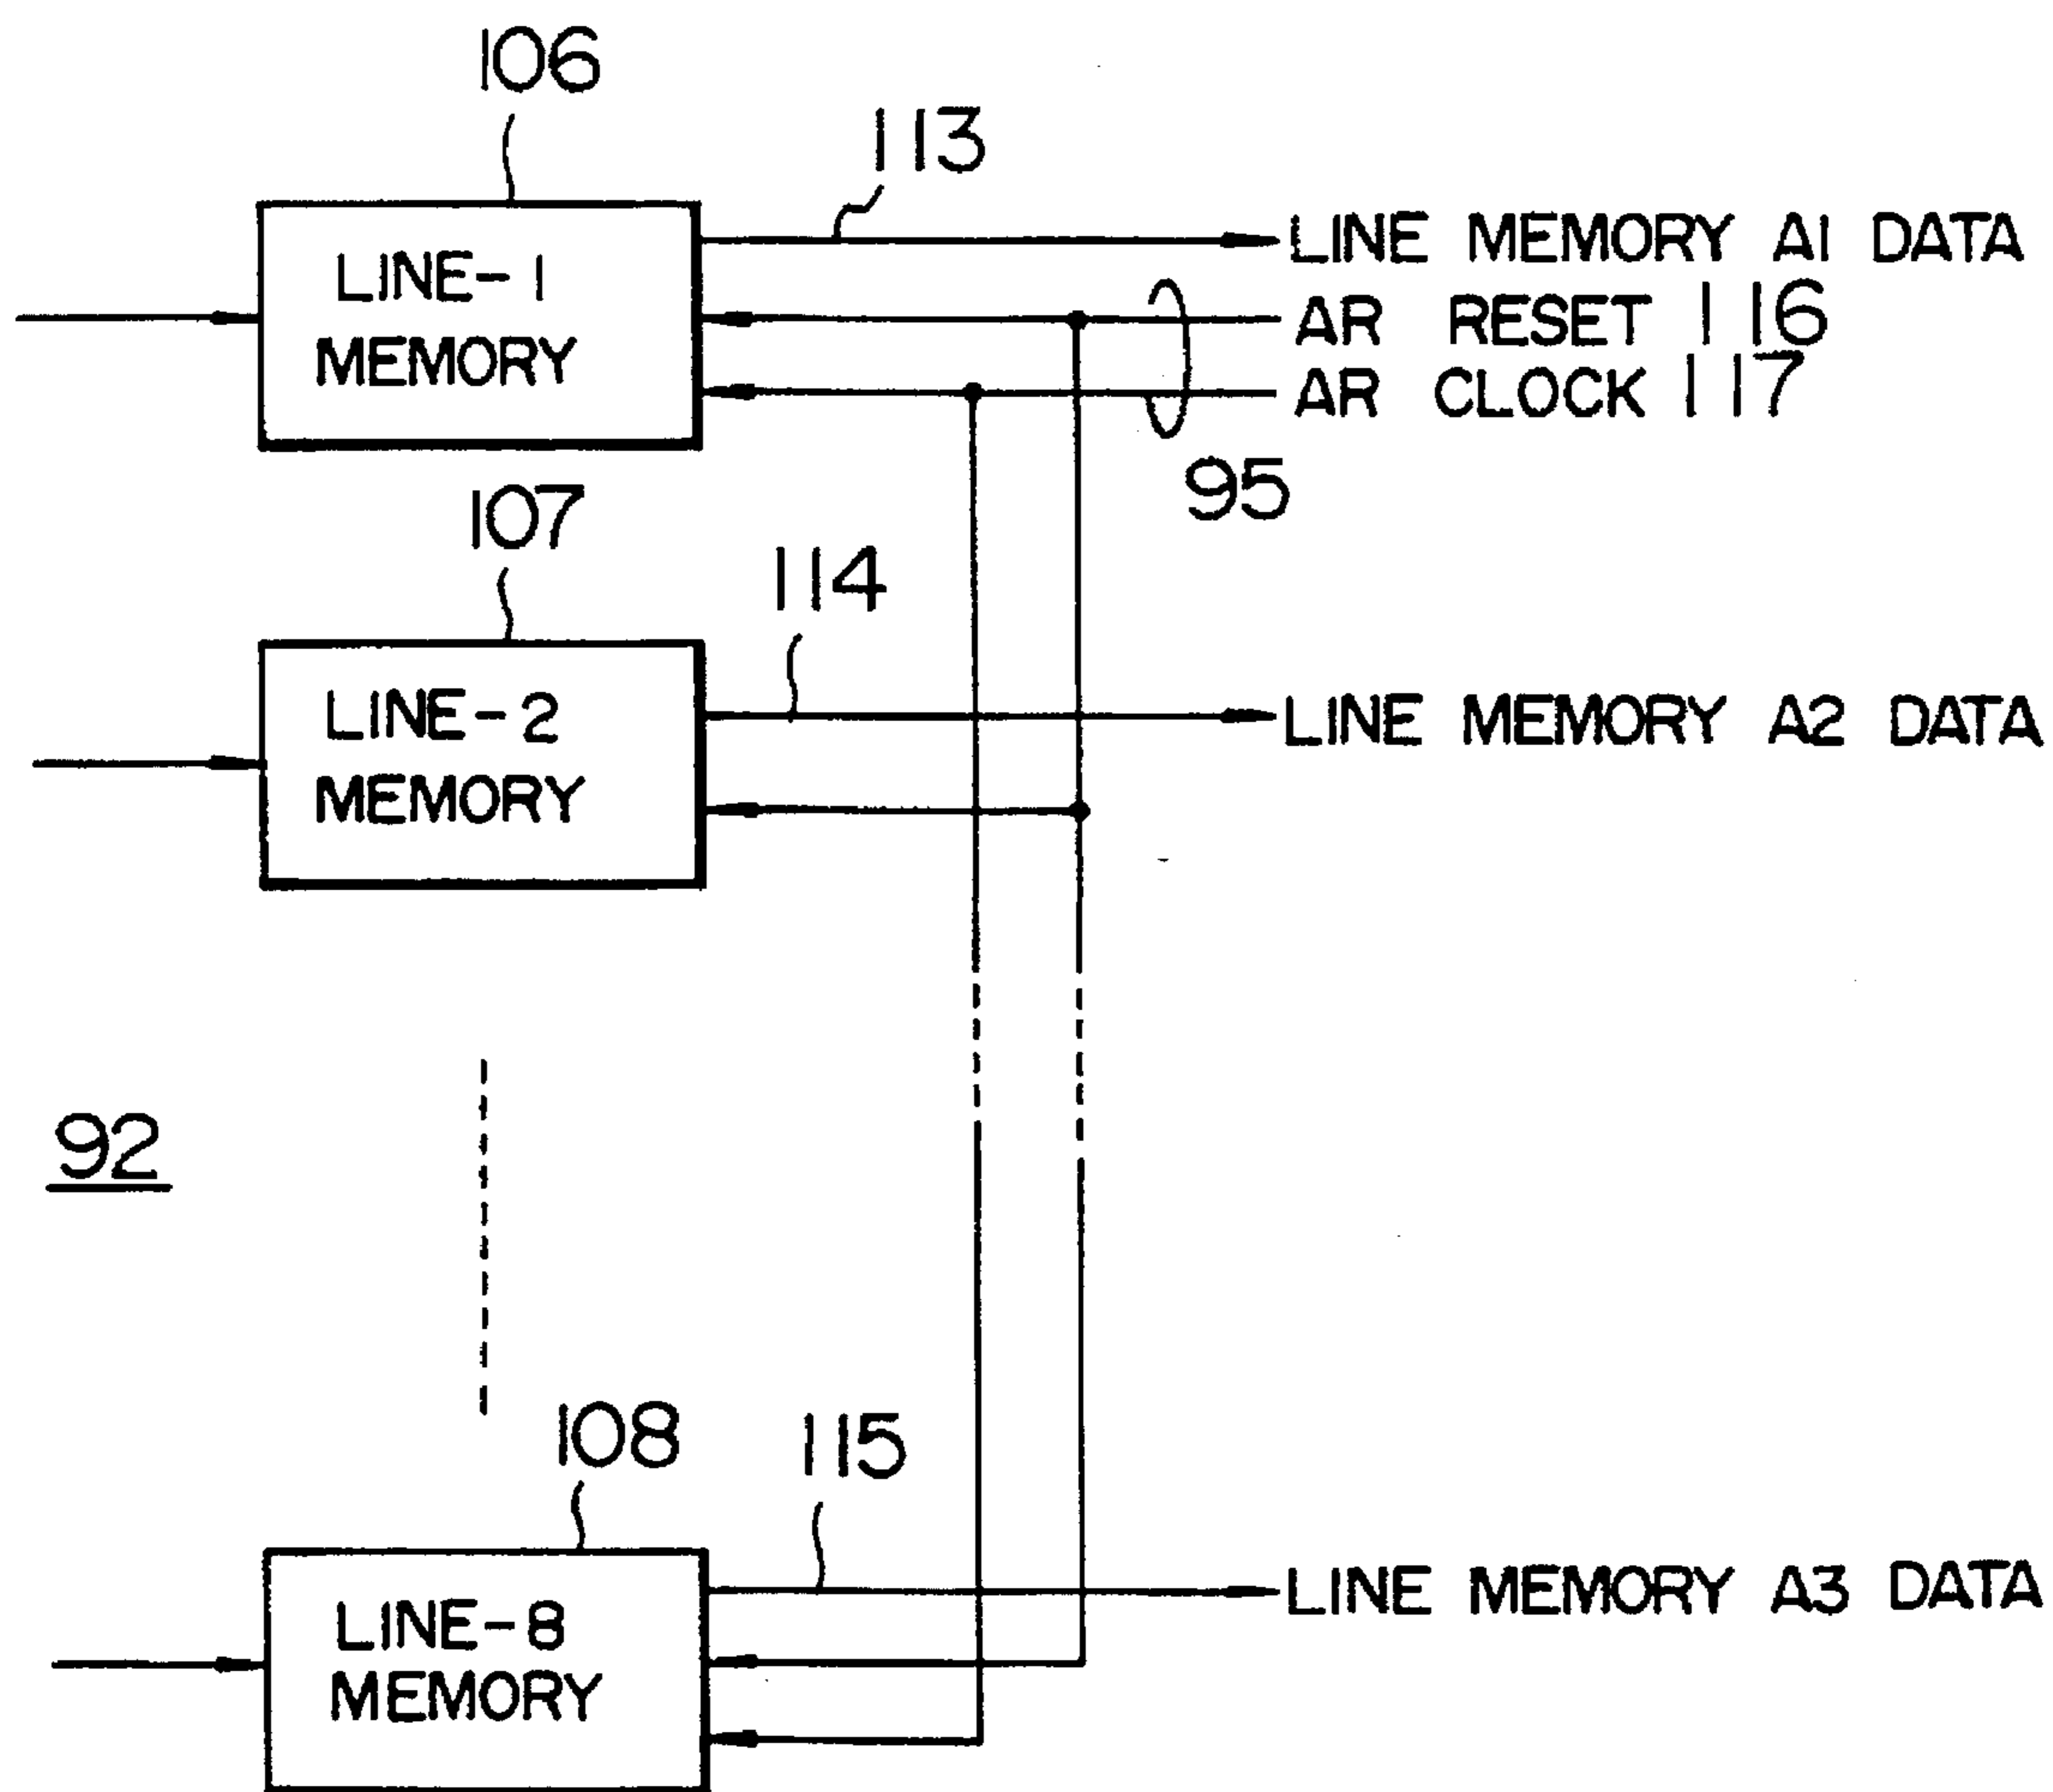 106
113
LINE-1
MEMORY
LINE MEMORY A1 DATA
AR RESET 116
AR CLOCK 117
95
107
114
LINE-2
MEMORY
LINE MEMORY A2 DATA
92
108
115
LINE-8
MEMORY
LINE MEMORY A3 DATA